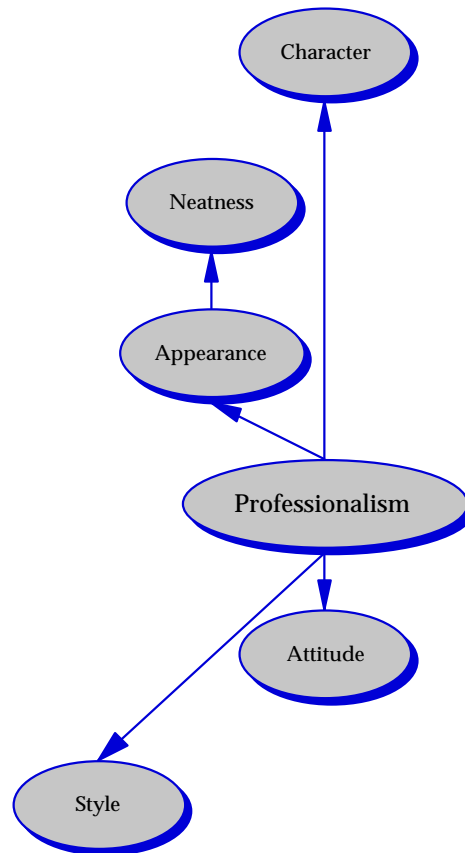 Character
Neatness
Appearance
Professionalism
Attitude
Style